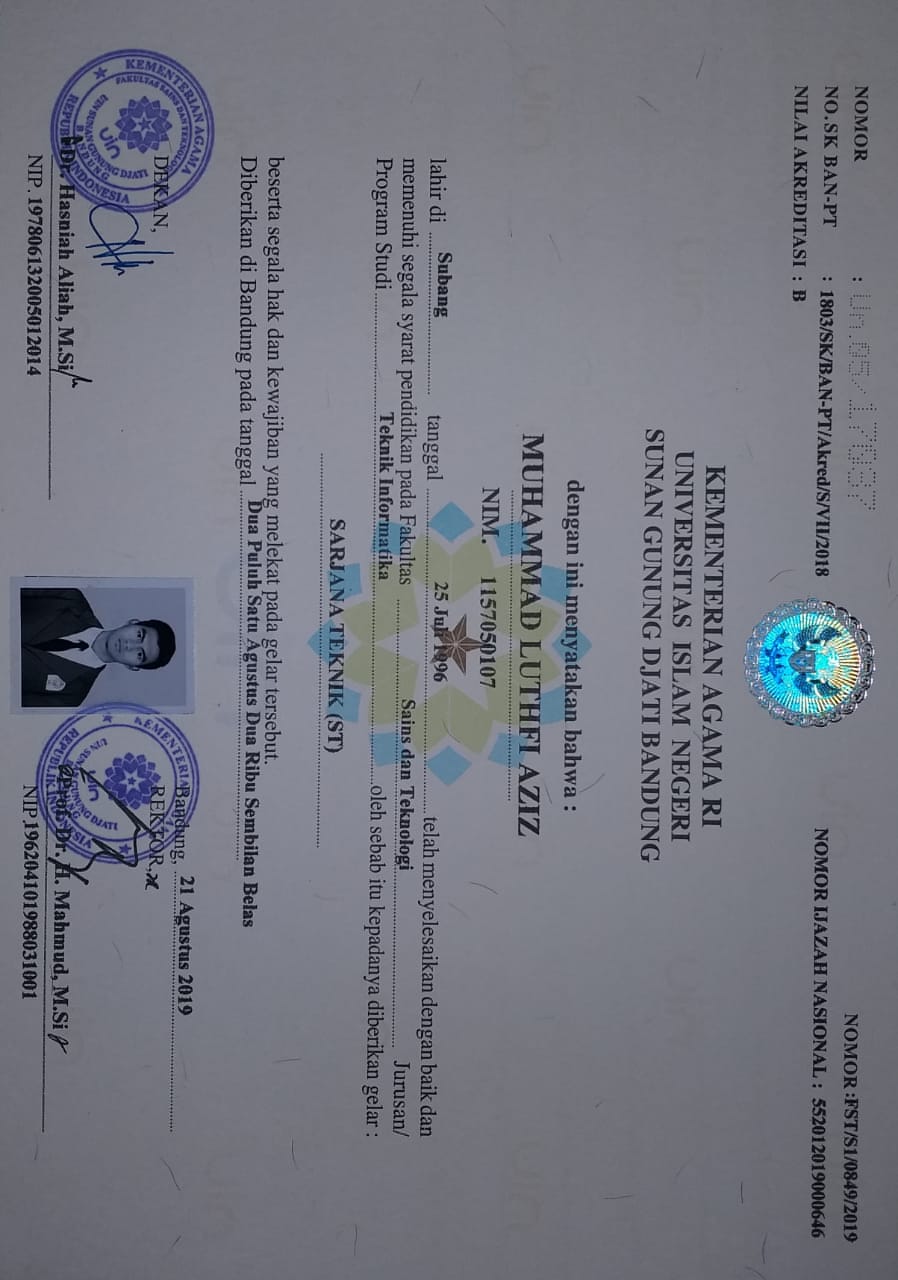 NOMOR : Un.05/17087
NOMOR :FST/S1/0849/2019
NO.SK BAN-PT : 1803/SK/BAN-PT/Akred/S/VIII/2018
NOMOR IJAZAH NASIONAL : 552012019000646
NILAI AKREDITASI : B
KEMENTERIAN AGAMA RI
UNIVERSITAS ISLAM NEGERI
SUNAN GUNUNG DJATI BANDUNG
dengan ini menyatakan bahwa :
MUHAMMAD LUTHFI AZIZ
NIM. 1157050107
lahir di Subang tanggal 25 Juli 1996 telah menyelesaikan dengan baik dan
memenuhi segala syarat pendidikan pada Fakultas Sains dan Teknologi Jurusan/
Program Studi Teknik Informatika oleh sebab itu kepadanya diberikan gelar :
SARJANA TEKNIK (ST)
beserta segala hak dan kewajiban yang melekat pada gelar tersebut.
Diberikan di Bandung pada tanggal Dua Puluh Satu Agustus Dua Ribu Sembilan Belas
Bandung, 21 Agustus 2019
DEKAN,
REKTOR,
KEMENTERIAN AGAMA
FAKULTAS SAINS DAN TEKNOLOGI
uin
UIN SUNAN GUNUNG DJATI
BANDUNG
REPUBLIK INDONESIA
Dr. Hasniah Aliah, M.Si
NIP. 197806132005012014
KEMENTERIAN
UIN SUNAN GUNUNG DJATI
REPUBLIK INDONESIA
Prof. Dr. H. Mahmud, M.Si
NIP.196204101988031001